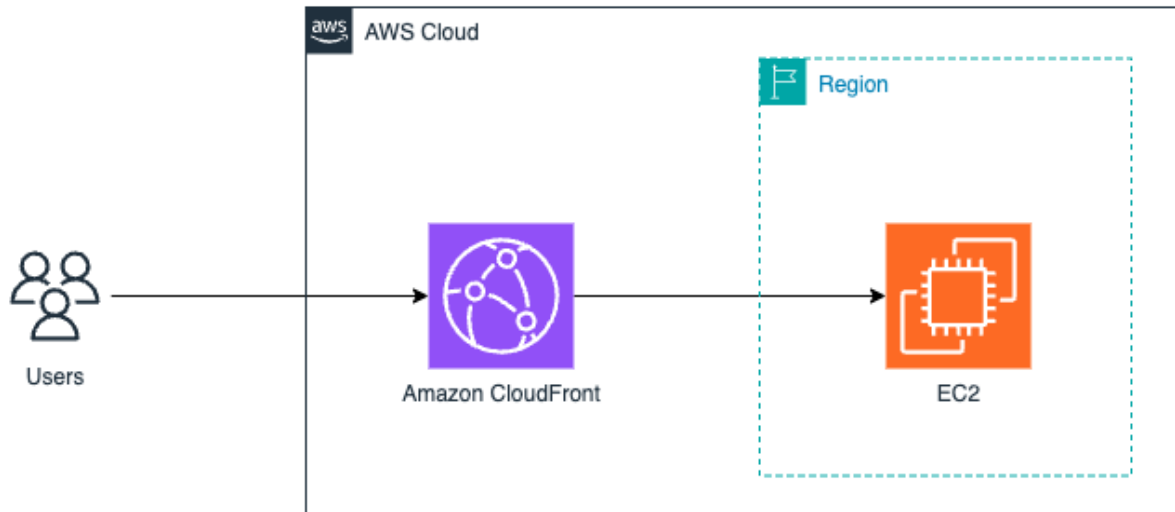 aws
AWS Cloud
Region
Users
Amazon CloudFront
EC2